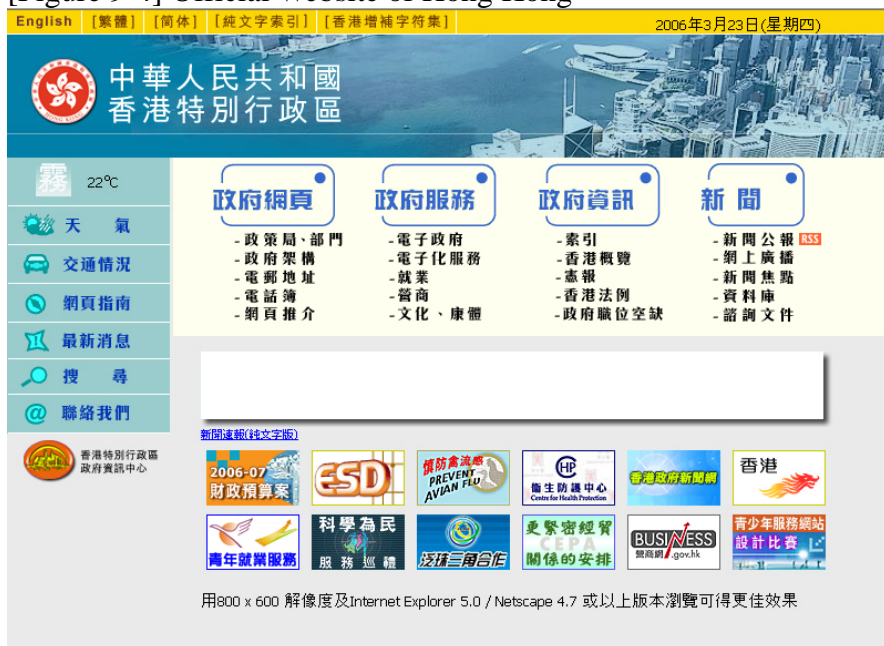 [Figure 9-4] Official Website of Hong Kong
English [繁體] [简体] [純文字索引] [香港增補字符集] 2006年3月23日(星期四)
中華人民共和國
香港特別行政區
霧 22°C
天 氣
交通情況
網頁指南
最新消息
搜 尋
聯絡我們
香港特別行政區
政府資訊中心
政府網頁
- 政策局、部門
- 政府架構
- 電郵地址
- 電話簿
- 網頁推介
政府服務
- 電子政府
- 電子化服務
- 就業
- 營商
- 文化、康體
政府資訊
- 索引
- 香港概覽
- 憲報
- 香港法例
- 政府職位空缺
新聞
- 新聞公報 RSS
- 網上廣播
- 新聞焦點
- 資料庫
- 諮詢文件
新聞速報(純文字版)
2006-07
財政預算案
ESD
慎防禽流感
PREVENT
AVIAN FLU
CHP
衞生防護中心
Centre for Health Protection
香港政府新聞網
香港
青年就業服務
科學為民
服務巡禮
泛珠三角合作
更緊密經貿
CEPA
關係的安排
BUSINESS
營商網 .gov.hk
青少年服務網站
設計比賽
用800 x 600 解像度及Internet Explorer 5.0 / Netscape 4.7 或以上版本瀏覽可得更佳效果